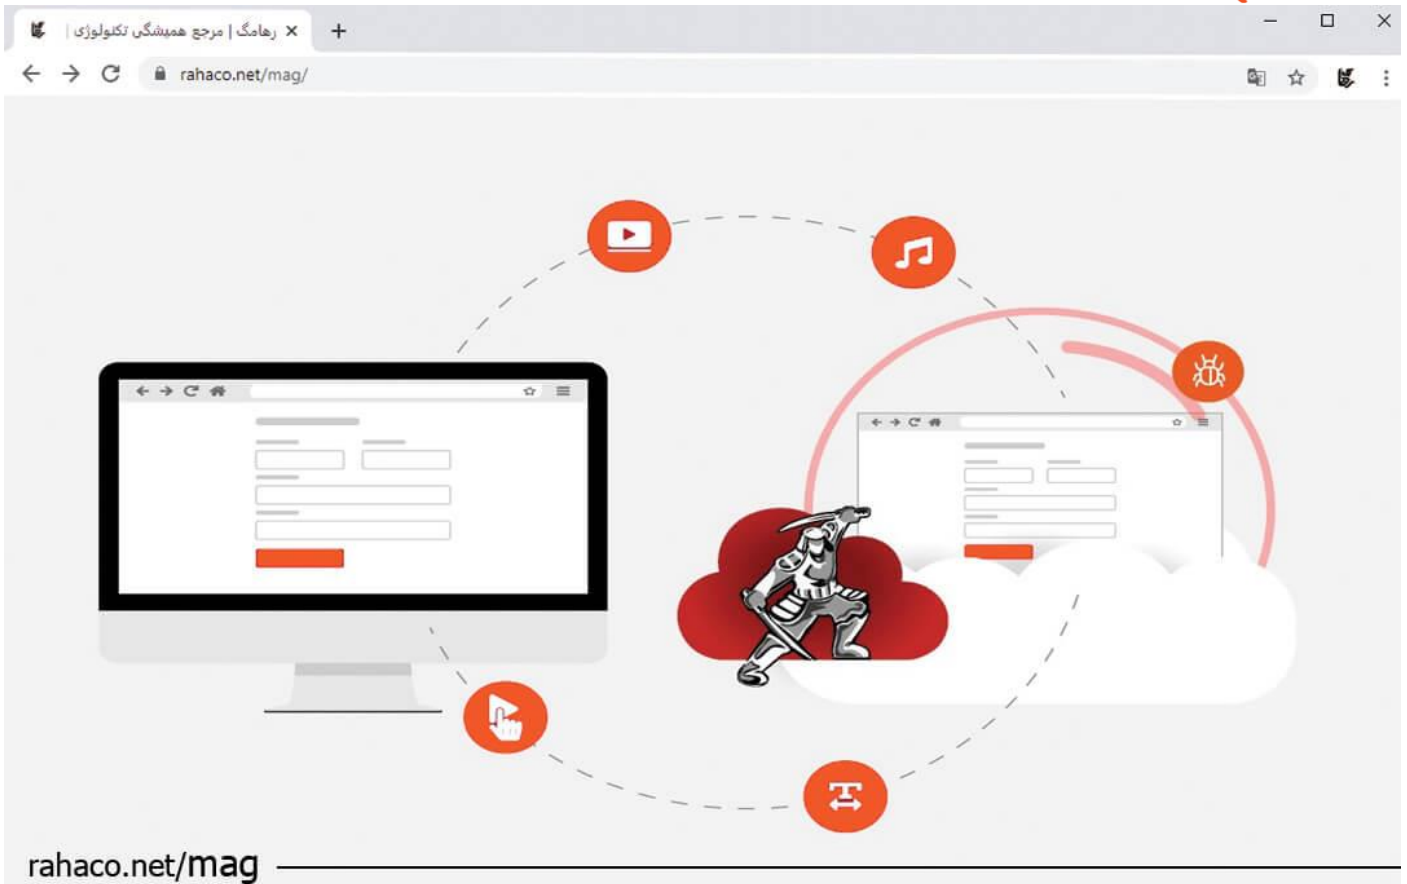 رهامگ | مرجع همیشگی تکنولوژی |
rahaco.net/mag/
rahaco.net/mag